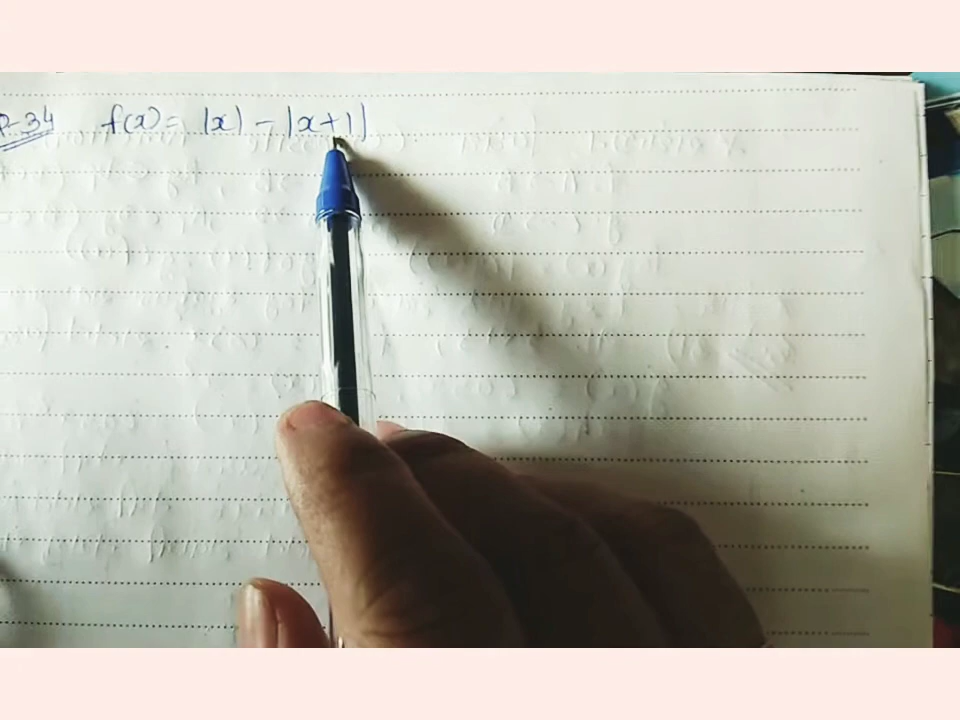 P-34 f(x) = |x| - |x+1|